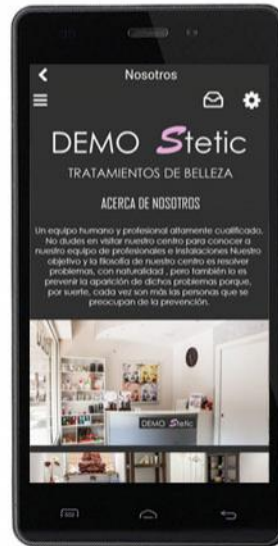 Nosotros
DEMO Stetic
TRATAMIENTOS DE BELLEZA
ACERCA DE NOSOTROS
Un equipo humano y profesional altamente cualificado.
No dudes en visitar nuestro centro para conocer a
nuestro equipo de profesionales e instalaciones Nuestro
objetivo y la filosofía de nuestro centro es resolver
problemas, con naturalidad , pero también lo es
prevenir la aparición de dichos problemas porque,
por suerte, cada vez son más las personas que se
preocupan de la prevención.
DEMO Stetic